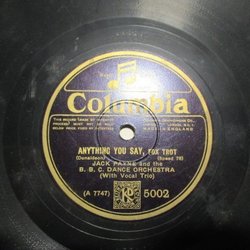 Columbia
MADE IN ENGLAND
ANYTHING YOU SAY, FOX TROT
(Donaldson) (Speed 78)
JACK PAYNE and the
B. B. C. DANCE ORCHESTRA
(With Vocal Trio)
(A 7747) 5002